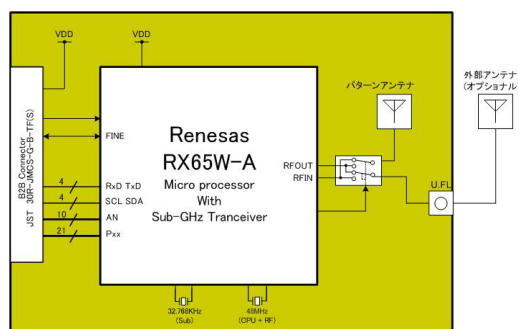 VDD
VDD
B2B Connector
JST 30R-JMCS-G-B-TF(S)
FINE
4
RxD TxD
4
SCL SDA
10
AN
21
Pxx
Renesas
RX65W-A
Micro processor
With
Sub-GHz Tranceiver
RFOUT
RFIN
パターンアンテナ
外部アンテナ
(オプショナル
U.FL
32.768KHz
(Sub)
48MHz
(CPU + RF)